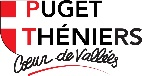 PUGET
THÉNIERS
Cœur de Vallées